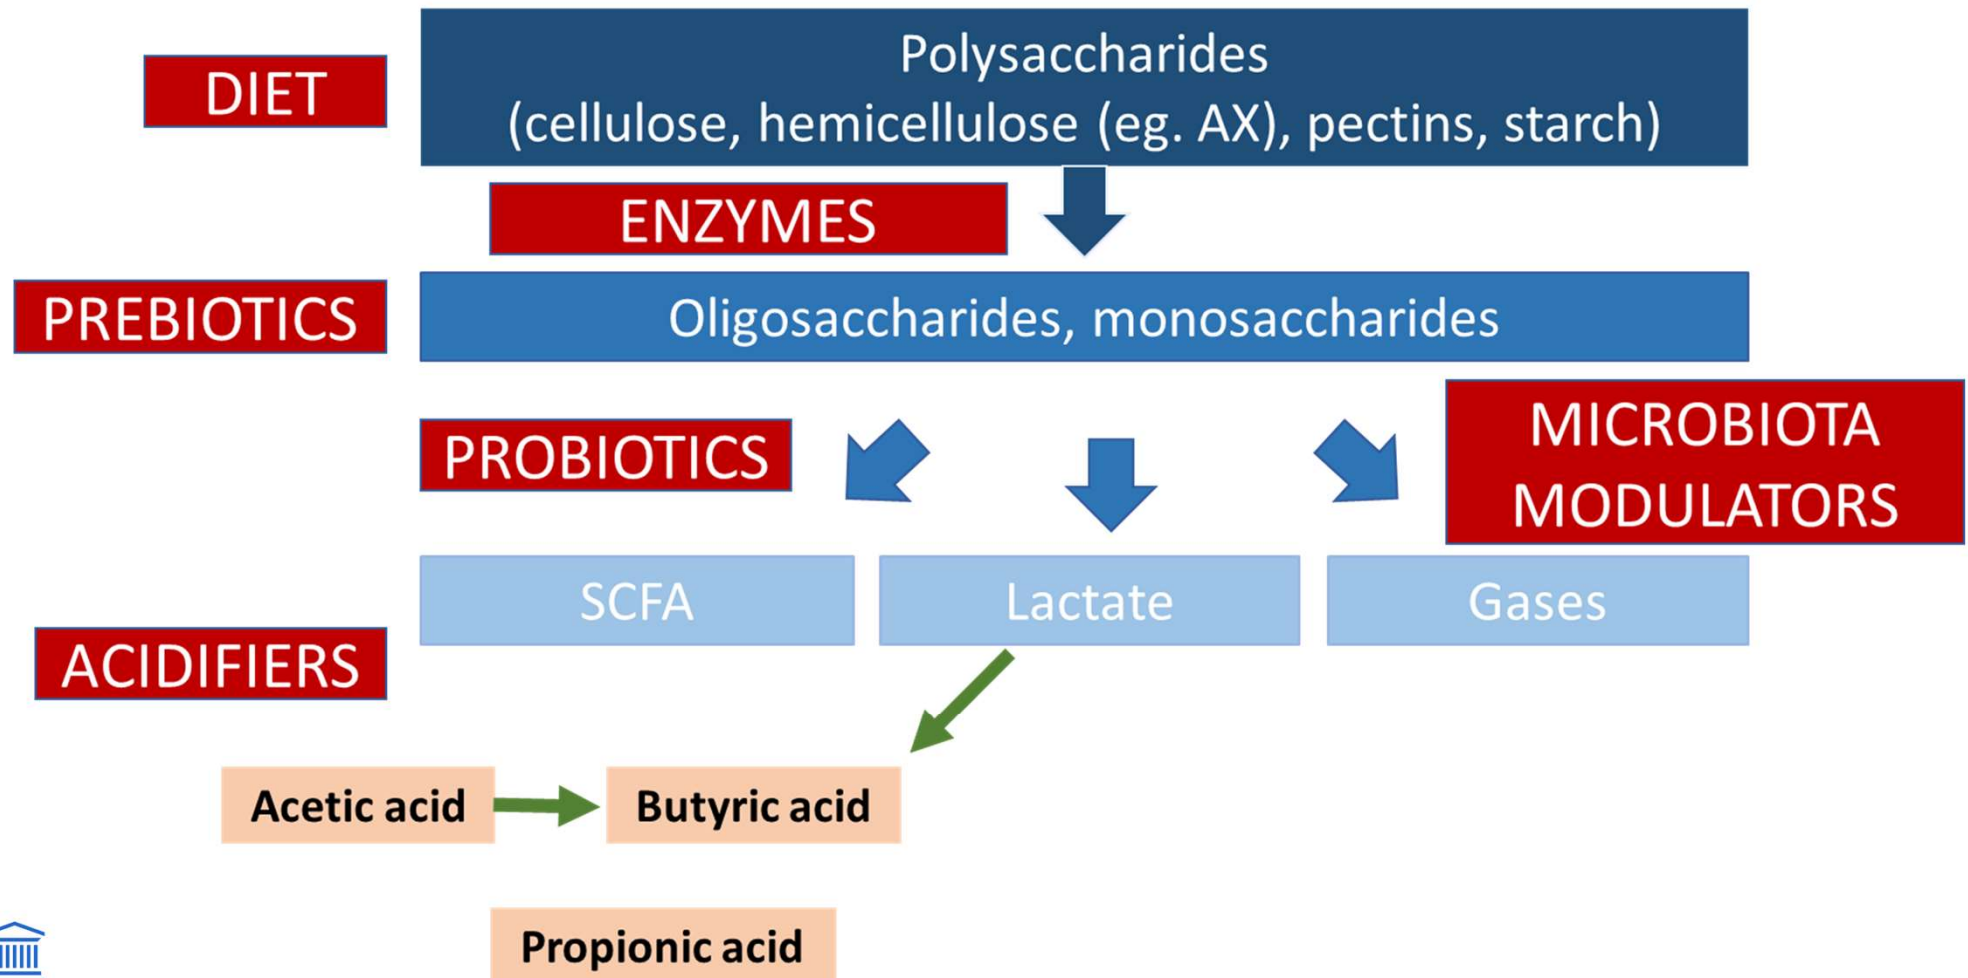 DIET
Polysaccharides
(cellulose, hemicellulose (eg. AX), pectins, starch)
ENZYMES
PREBIOTICS
Oligosaccharides, monosaccharides
PROBIOTICS
MICROBIOTA
MODULATORS
SCFA
Lactate
Gases
ACIDIFIERS
Acetic acid
Butyric acid
Propionic acid